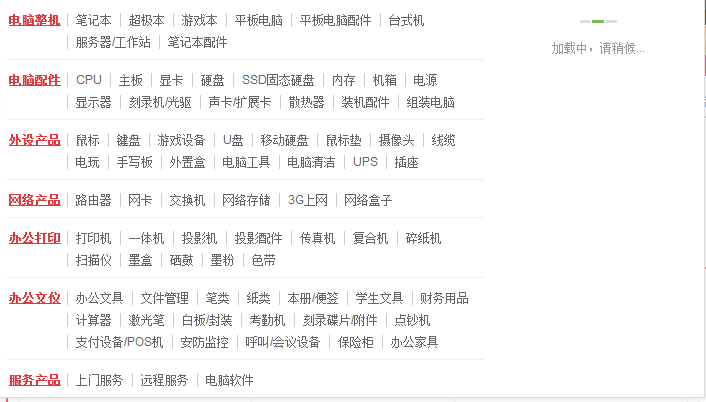 电脑整机 笔记本 超极本 游戏本 平板电脑 平板电脑配件 台式机
服务器/工作站 笔记本配件
电脑配件 CPU 主板 显卡 硬盘 SSD固态硬盘 内存 机箱 电源
显示器 刻录机/光驱 声卡/扩展卡 散热器 装机配件 组装电脑
外设产品 鼠标 键盘 游戏设备 U盘 移动硬盘 鼠标垫 摄像头 线缆
电玩 手写板 外置盒 电脑工具 电脑清洁 UPS 插座
网络产品 路由器 网卡 交换机 网络存储 3G上网 网络盒子
办公打印 打印机 一体机 投影机 投影配件 传真机 复合机 碎纸机
扫描仪 墨盒 硒鼓 墨粉 色带
办公文仪 办公文具 文件管理 笔类 纸类 本册/便签 学生文具 财务用品
计算器 激光笔 白板/封装 考勤机 刻录碟片/附件 点钞机
支付设备/POS机 安防监控 呼叫/会议设备 保险柜 办公家具
服务产品 上门服务 远程服务 电脑软件
加载中，请稍候...